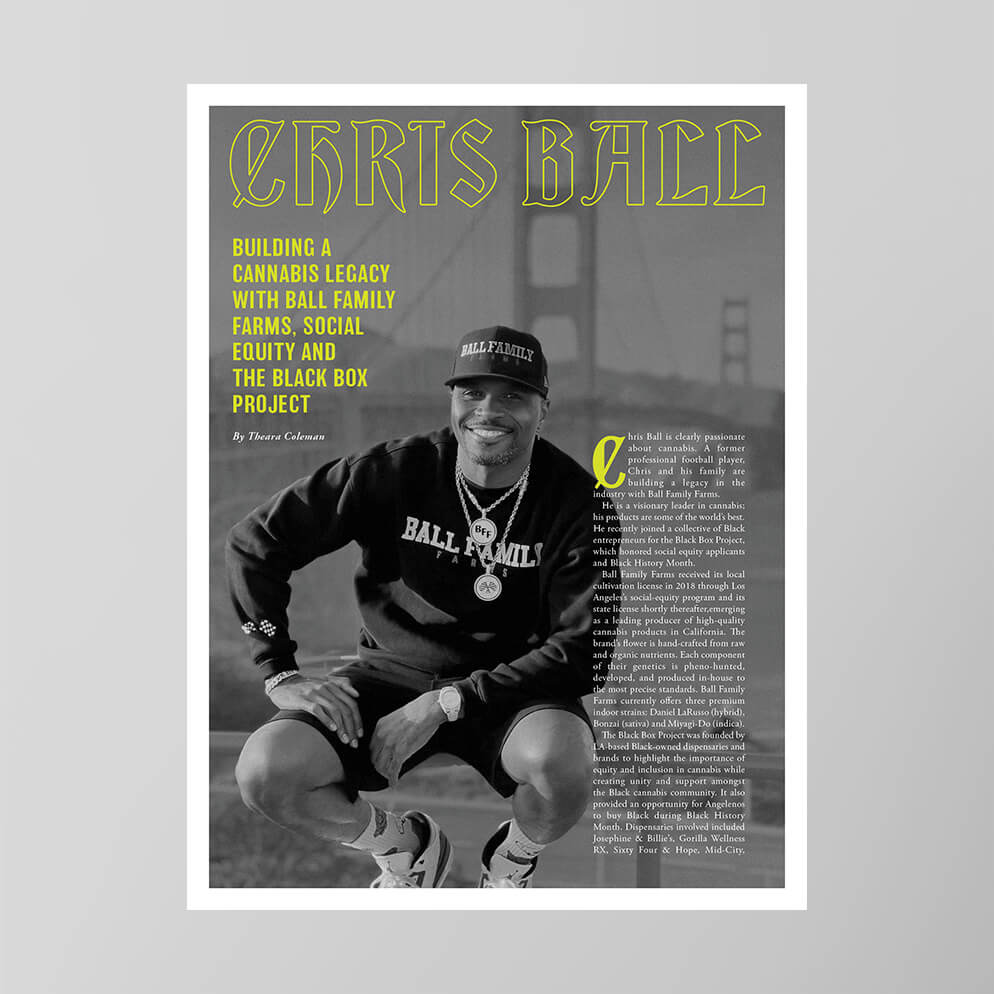 CHRIS BALL
BUILDING A
CANNABIS LEGACY
WITH BALL FAMILY
FARMS, SOCIAL
EQUITY AND
THE BLACK BOX
PROJECT
By Theara Coleman
BALL FAMILY
FARMS
BALL FAMILY
FARMS
BFF
Chris Ball is clearly passionate
about cannabis. A former
professional football player,
Chris and his family are
building a legacy in the
industry with Ball Family Farms.
He is a visionary leader in cannabis;
his products are some of the world's best.
He recently joined a collective of Black
entrepreneurs for the Black Box Project,
which honored social equity applicants
and Black History Month.
Ball Family Farms received its local
cultivation license in 2018 through Los
Angeles's social-equity program and its
state license shortly thereafter,emerging
as a leading producer of high-quality
cannabis products in California. The
brand's flower is hand-crafted from raw
and organic nutrients. Each component
of their genetics is pheno-hunted,
developed, and produced in-house to
the most precise standards. Ball Family
Farms currently offers three premium
indoor strains: Daniel LaRusso (hybrid),
Bonzai (sativa) and Miyagi-Do (indica).
The Black Box Project was founded by
LA-based Black-owned dispensaries and
brands to highlight the importance of
equity and inclusion in cannabis while
creating unity and support amongst
the Black cannabis community. It also
provided an opportunity for Angelenos
to buy Black during Black History
Month. Dispensaries involved included
Josephine & Billie's, Gorilla Wellness
RX, Sixty Four & Hope, Mid-City,